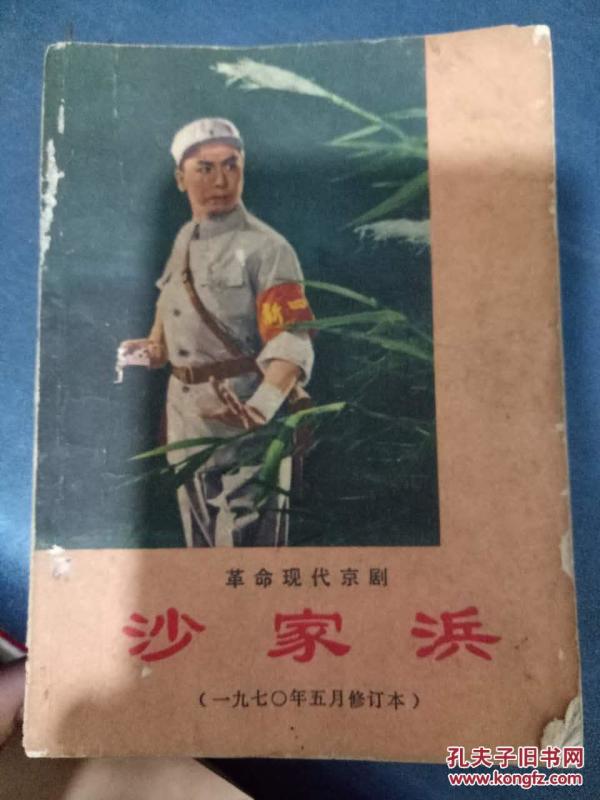 新一
革命现代京剧
沙家浜
(一九七〇年五月修订本)
孔夫子旧书网
www.kongfz.com